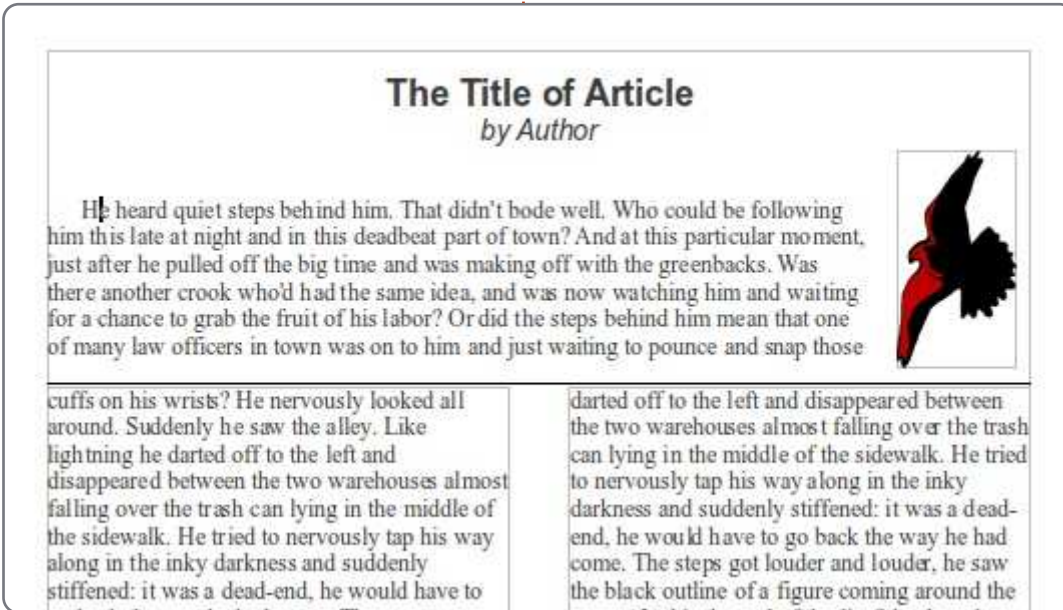 The Title of Article
by Author
He heard quiet steps behind him. That didn't bode well. Who could be following
him this late at night and in this deadbeat part of town? And at this particular moment,
just after he pulled off the big time and was making off with the greenbacks. Was
there another crook who'd had the same idea, and was now watching him and waiting
for a chance to grab the fruit of his labor? Or did the steps behind him mean that one
of many law officers in town was on to him and just waiting to pounce and snap those
cuffs on his wrists? He nervously looked all
around. Suddenly he saw the alley. Like
lightning he darted off to the left and
disappeared between the two warehouses almost
falling over the trash can lying in the middle of
the sidewalk. He tried to nervously tap his way
along in the inky darkness and suddenly
stiffened: it was a dead-end, he would have to
darted off to the left and disappeared between
the two warehouses almost falling over the trash
can lying in the middle of the sidewalk. He tried
to nervously tap his way along in the inky
darkness and suddenly stiffened: it was a dead-
end, he would have to go back the way he had
come. The steps got louder and louder, he saw
the black outline of a figure coming around the